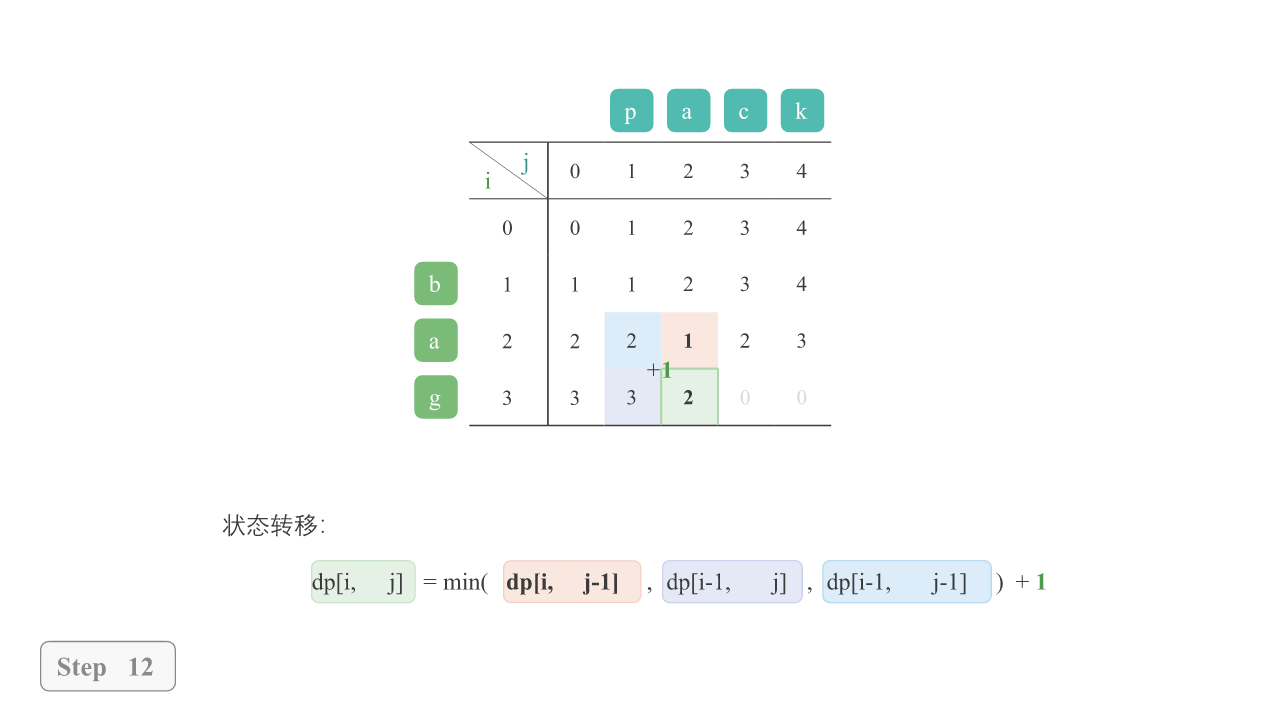 p a c k
j
i
0 1 2 3 4
0 0 1 2 3 4
b 1 1 1 2 3 4
a 2 2 2 1 2 3
+1
g 3 3 3 2 0 0
状态转移:
dp[i, j] = min( dp[i, j-1] , dp[i-1, j] , dp[i-1, j-1] ) + 1
Step 12